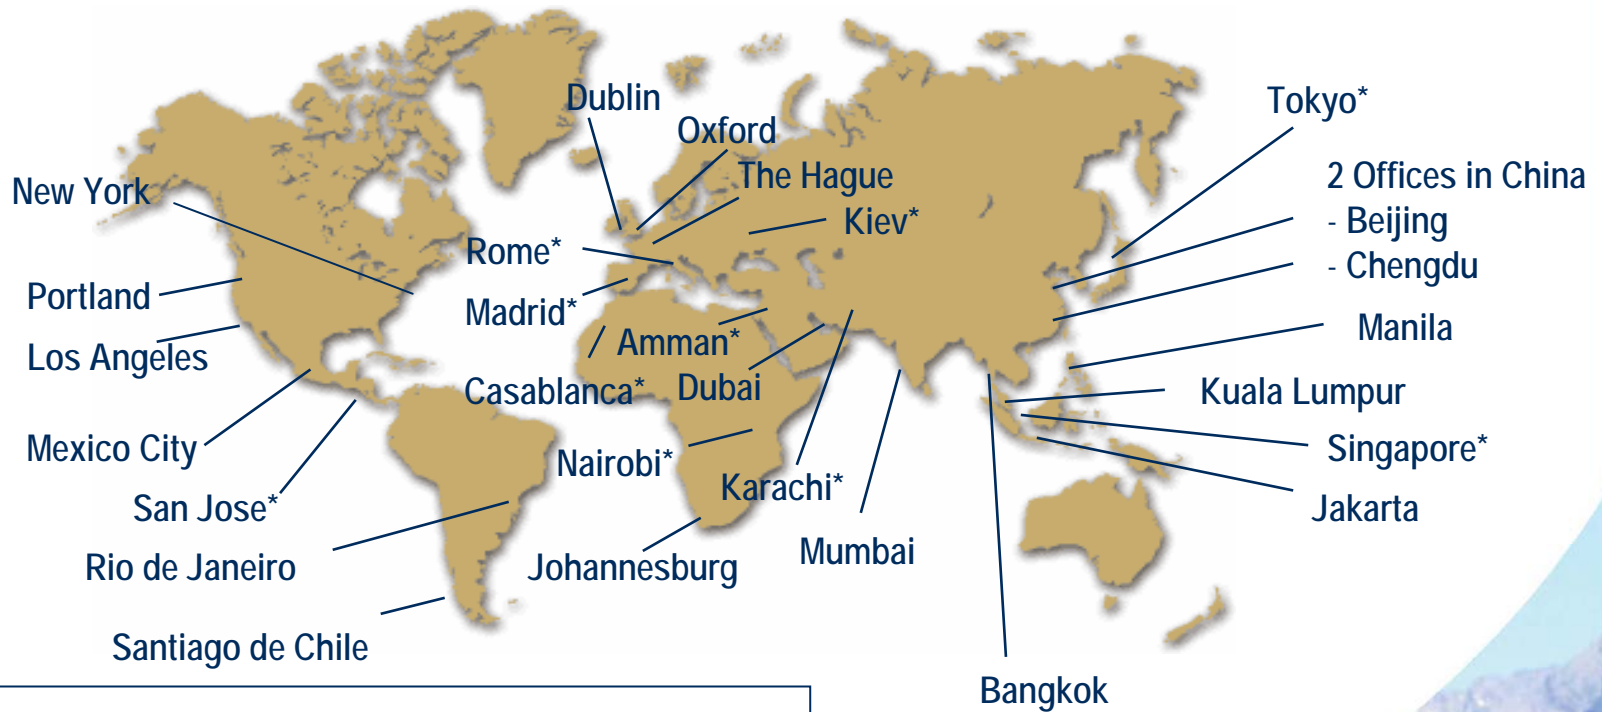 Dublin
Tokyo*
Oxford
The Hague
2 Offices in China
New York
Kiev*
- Beijing
Rome*
- Chengdu
Portland
Madrid*
Manila
Amman*
Los Angeles
Casablanca*
Dubai
Kuala Lumpur
Mexico City
Singapore*
Nairobi*
Karachi*
San Jose*
Jakarta
Mumbai
Rio de Janeiro
Johannesburg
Santiago de Chile
Bangkok